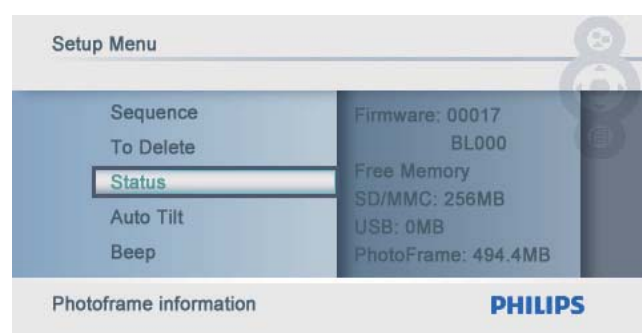 Setup Menu
Sequence
To Delete
Status
Auto Tilt
Beep
Firmware: 00017
BL000
Free Memory
SD/MMC: 256MB
USB: 0MB
PhotoFrame: 494.4MB
Photoframe information
PHILIPS